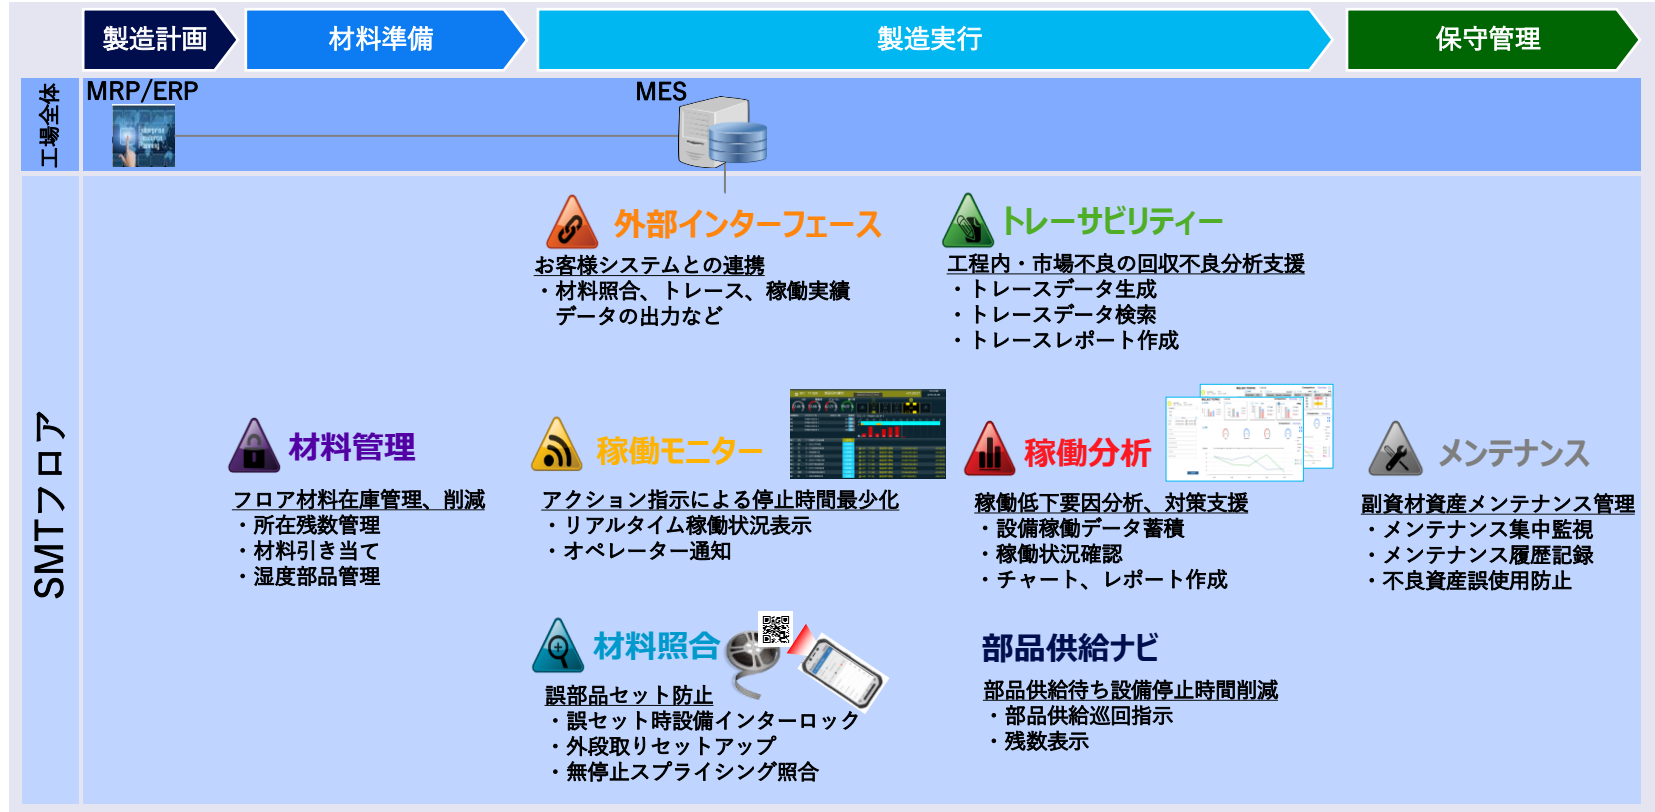 製造計画
材料準備
製造実行
保守管理
工場全体
MRP/ERP
MES
SMTフロア
外部インターフェース
お客様システムとの連携
・材料照合、トレース、稼働実績
データの出力など
トレーサビリティー
工程内・市場不良の回収不良分析支援
・トレースデータ生成
・トレースデータ検索
・トレースレポート作成
材料管理
フロア材料在庫管理、削減
・所在残数管理
・材料引き当て
・湿度部品管理
稼働モニター
アクション指示による停止時間最少化
・リアルタイム稼働状況表示
・オペレーター通知
稼働分析
稼働低下要因分析、対策支援
・設備稼働データ蓄積
・稼働状況確認
・チャート、レポート作成
メンテナンス
副資材資産メンテナンス管理
・メンテナンス集中監視
・メンテナンス履歴記録
・不良資産誤使用防止
材料照合
誤部品セット防止
・誤セット時設備インターロック
・外段取りセットアップ
・無停止スプライシング照合
部品供給ナビ
部品供給待ち設備停止時間削減
・部品供給巡回指示
・残数表示